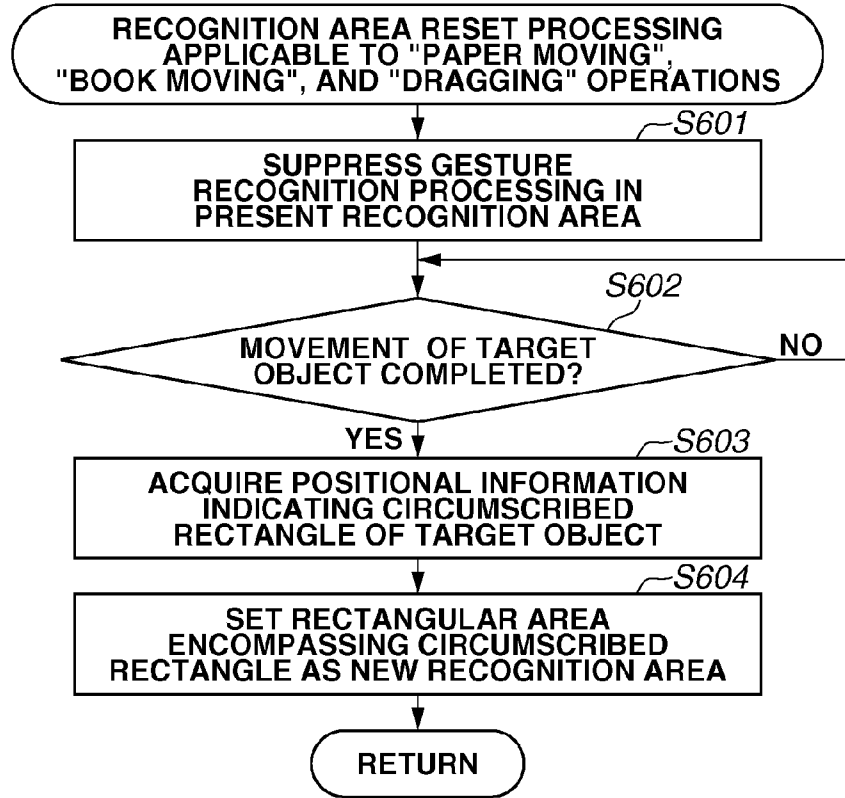 RECOGNITION AREA RESET PROCESSING
APPLICABLE TO "PAPER MOVING",
"BOOK MOVING", AND "DRAGGING" OPERATIONS
S601
SUPPRESS GESTURE
RECOGNITION PROCESSING IN
PRESENT RECOGNITION AREA
S602
MOVEMENT OF TARGET
OBJECT COMPLETED?
NO
YES
S603
ACQUIRE POSITIONAL INFORMATION
INDICATING CIRCUMSCRIBED
RECTANGLE OF TARGET OBJECT
S604
SET RECTANGULAR AREA
ENCOMPASSING CIRCUMSCRIBED
RECTANGLE AS NEW RECOGNITION AREA
RETURN